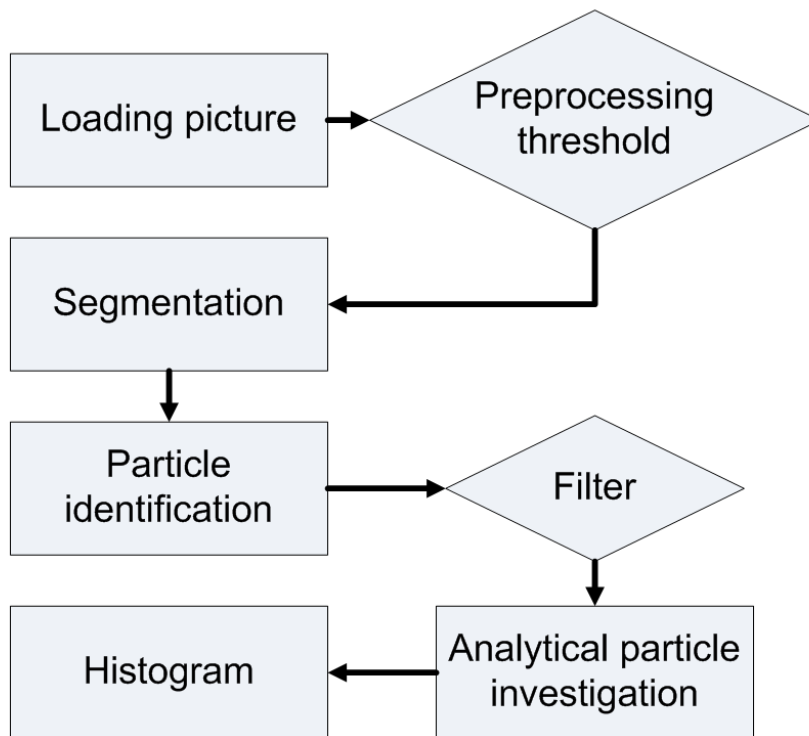 Loading picture
Preprocessing
threshold
Segmentation
Particle
identification
Filter
Analytical particle
investigation
Histogram